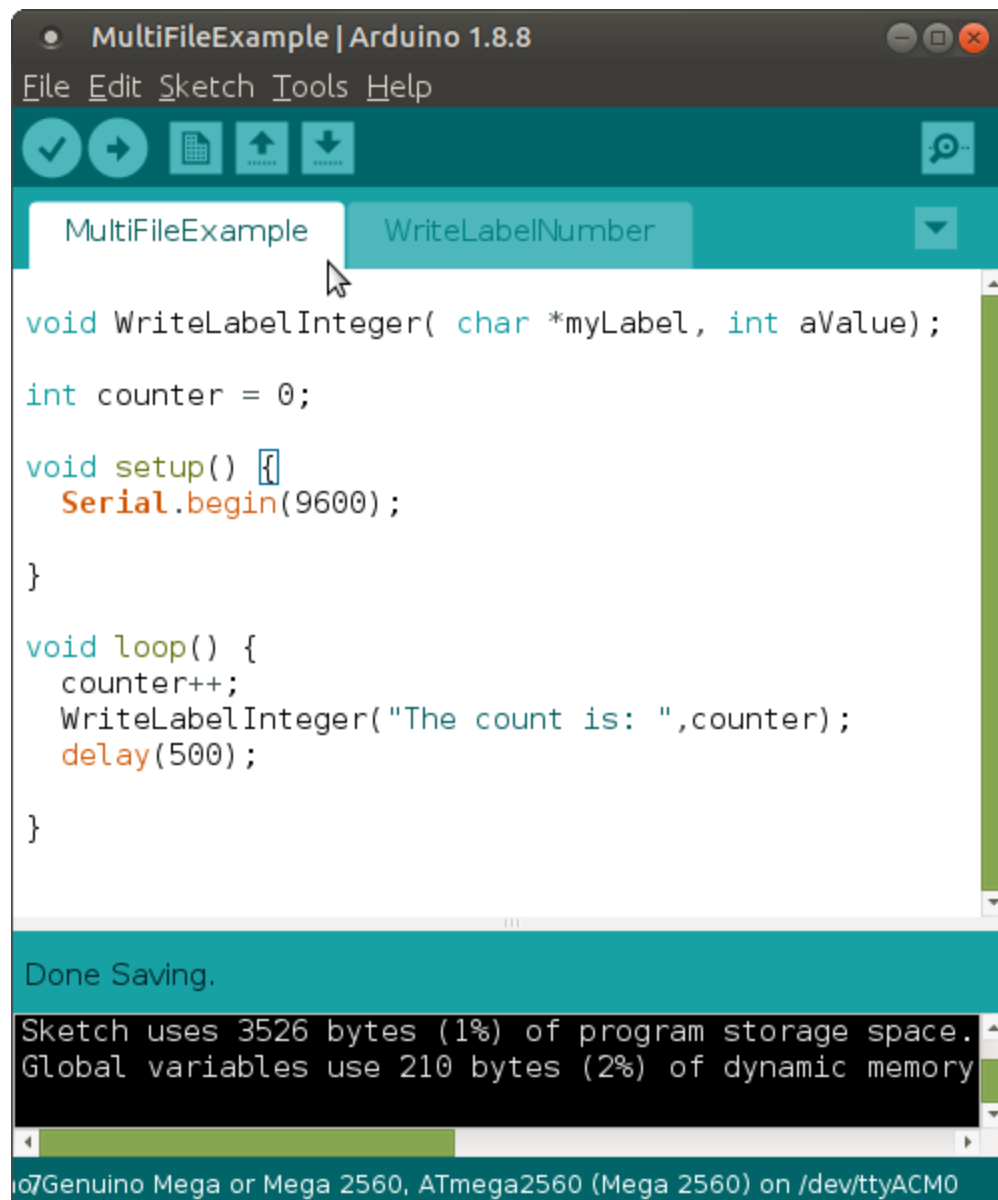 MultiFileExample | Arduino 1.8.8
File Edit Sketch Tools Help
MultiFileExample WriteLabelNumber
void WriteLabelInteger( char *myLabel, int aValue);
int counter = 0;
void setup() {
  Serial.begin(9600);
}
void loop() {
  counter++;
  WriteLabelInteger("The count is: ",counter);
  delay(500);
}
Done Saving.
Sketch uses 3526 bytes (1%) of program storage space.
Global variables use 210 bytes (2%) of dynamic memory
/Genuino Mega or Mega 2560, ATmega2560 (Mega 2560) on /dev/ttyACM0